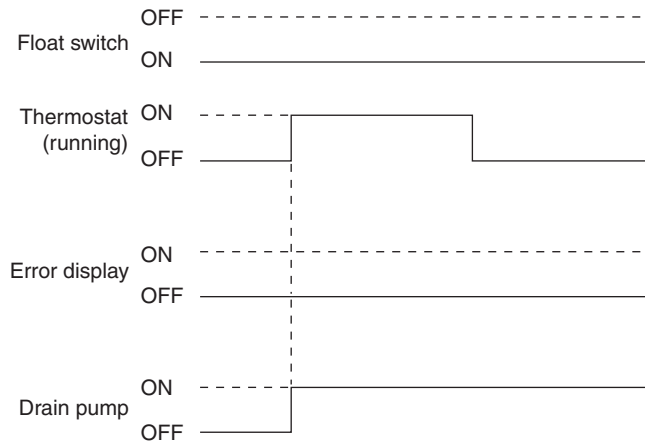 OFF
Float switch
ON
Thermostat ON
(running)
OFF
ON
Error display
OFF
ON
Drain pump
OFF